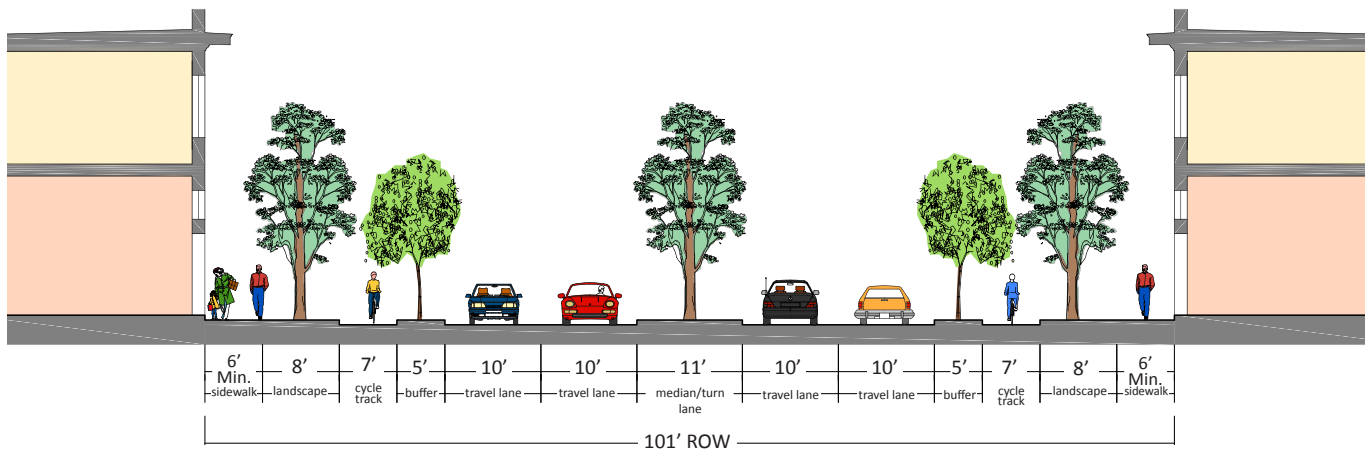 6’ 8’ 7’ 5’ 10’ 10’ 11’ 10’ 10’ 5’ 7’ 8’ 6’
Min. Min.
sidewalk landscape cycle buffer travel lane travel lane median/turn travel lane travel lane buffer cycle landscape sidewalk
track lane track
101’ ROW